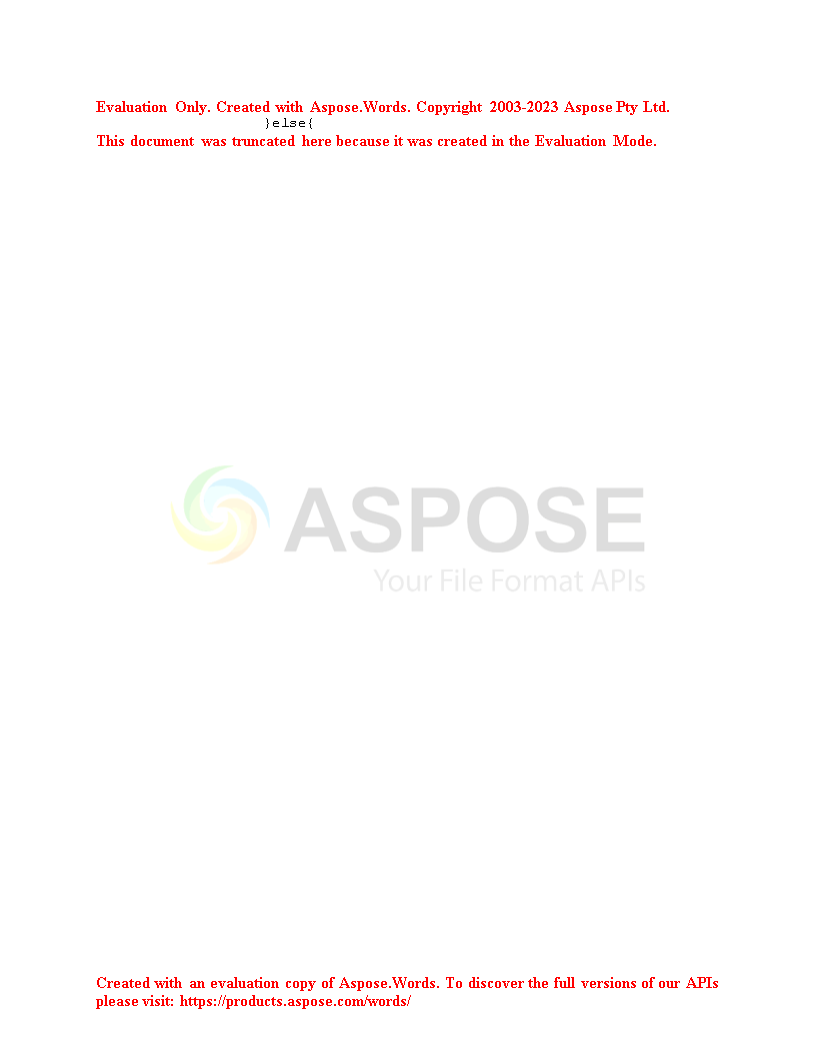 Evaluation Only. Created with Aspose.Words. Copyright 2003-2023 Aspose Pty Ltd.
}else{
This document was truncated here because it was created in the Evaluation Mode.
ASPOSE
Your File Format APIs
Created with an evaluation copy of Aspose.Words. To discover the full versions of our APIs
please visit: https://products.aspose.com/words/